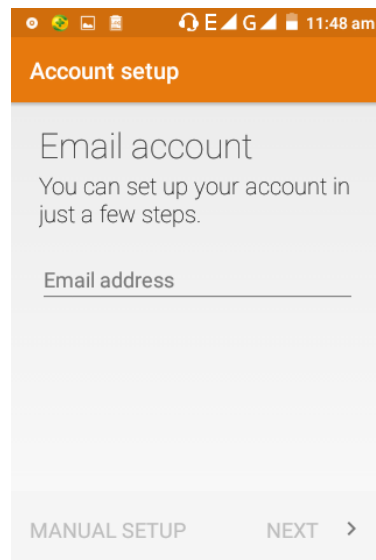 E G 11:48 am
Account setup
Email account
You can set up your account in
just a few steps.
Email address
MANUAL SETUP NEXT